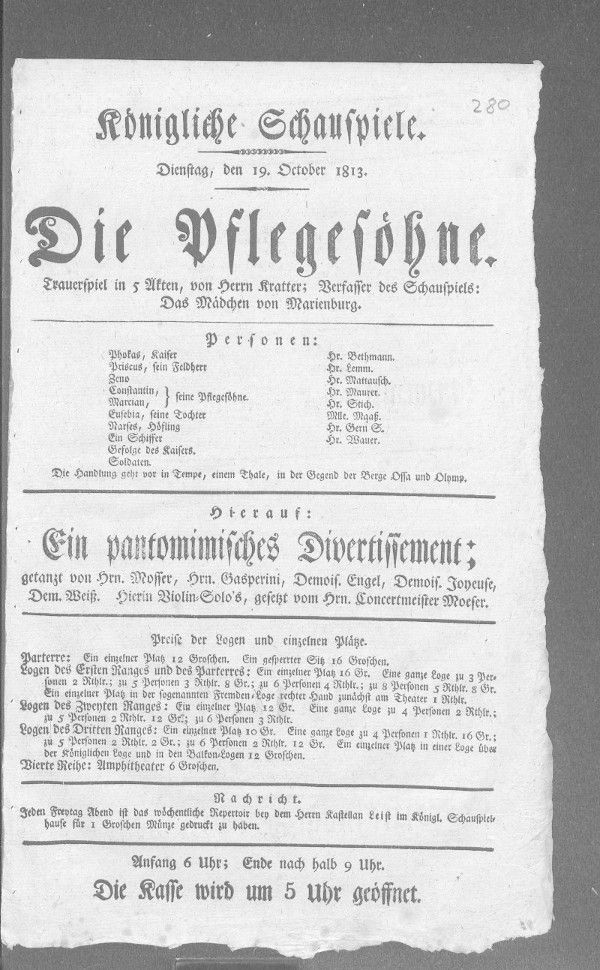 280
Königliche Schauspiele.
Dienstag, den 19. October 1813.
Die Pflegesöhne.
Trauerspiel in 5 Akten, von Herrn Kratter; Verfasser des Schauspiels:
Das Mädchen von Marienburg.
Personen:
Phokas, Kaiser Hr. Bethmann.
Priscus, sein Feldherr Hr. Lemm.
Zeno Hr. Mattausch.
Constantin, } seine Pflegesöhne. Hr. Maurer.
Marcian, Hr. Stich.
Eusebia, seine Tochter Mlle. Maaß.
Narses, Höfling Hr. Gern S.
Ein Schiffer Hr. Wauer.
Gefolge des Kaisers.
Soldaten.
Die Handlung geht vor in Tempe, einem Thale, in der Gegend der Berge Ossa und Olymp.
Hierauf:
Ein pantomimisches Divertissement;
getanzt von Hrn. Mosser, Hrn. Gasperini, Demois. Engel, Demois. Joyeuse,
Dem. Weiß. Hierin Violin-Solo's, gesetzt vom Hrn. Concertmeister Moeser.
Preise der Logen und einzelnen Plätze.
Parterre: Ein einzelner Platz 12 Groschen. Ein gesperrter Sitz 16 Groschen.
Logen des Ersten Ranges und des Parterres: Ein einzelner Platz 16 Gr. Eine ganze Loge zu 3 Per-
sonen 2 Rthlr.; zu 5 Personen 3 Rthlr. 8 Gr.; zu 6 Personen 4 Rthlr.; zu 8 Personen 5 Rthlr. 8 Gr.
Ein einzelner Platz in der sogenannten Fremden-Loge rechter Hand zunächst am Theater 1 Rthlr.
Logen des Zweyten Ranges: Ein einzelner Platz 12 Gr. Eine ganze Loge zu 4 Personen 2 Rthlr.;
zu 5 Personen 2 Rthlr. 12 Gr.; zu 6 Personen 3 Rthlr.
Logen des Dritten Ranges: Ein einzelner Platz 10 Gr. Eine ganze Loge zu 4 Personen 1 Rthlr. 16 Gr.;
zu 5 Personen 2 Rthlr. 2 Gr.; zu 6 Personen 2 Rthlr. 12 Gr. Ein einzelner Platz in einer Loge über
der Königlichen Loge und in den Balkon-Logen 12 Groschen.
Vierte Reihe: Amphitheater 6 Groschen.
Nachricht.
Jeden Freytag Abend ist das wöchentliche Repertoir bey dem Herrn Kastellan Leist im Königl. Schauspiel-
hause für 1 Groschen Münze gedruckt zu haben.
Anfang 6 Uhr; Ende nach halb 9 Uhr.
Die Kasse wird um 5 Uhr geöffnet.